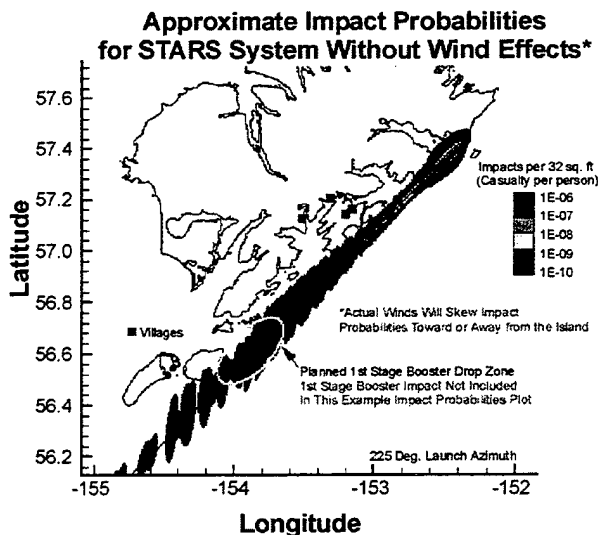 Approximate Impact Probabilities
for STARS System Without Wind Effects*
57.6
57.4
57.2
57.0
56.8
56.6
56.4
56.2
Latitude
Impacts per 32 sq. ft
(Casualty per person)
1E-06
1E-07
1E-08
1E-09
1E-10
*Actual Winds Will Skew Impact
Probabilities Toward or Away from the Island
Villages
Planned 1st Stage Booster Drop Zone
1st Stage Booster Impact Not Included
In This Example Impact Probabilities Plot
225 Deg. Launch Azimuth
-155
-154
-153
-152
Longitude